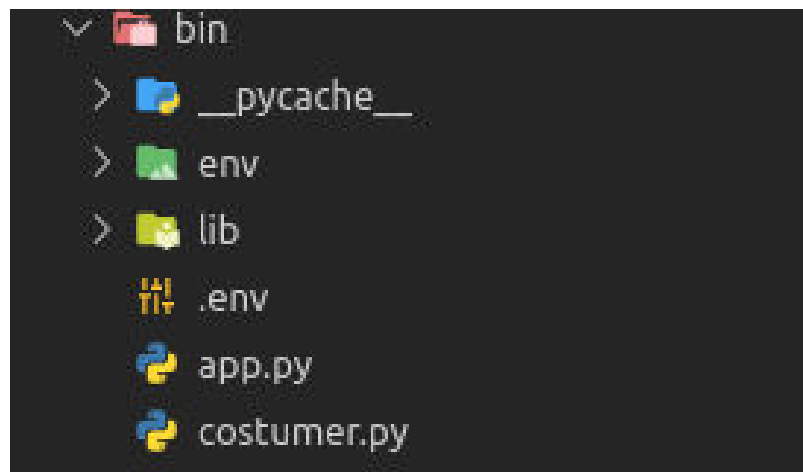 bin
__pycache__
env
lib
.env
app.py
costumer.py